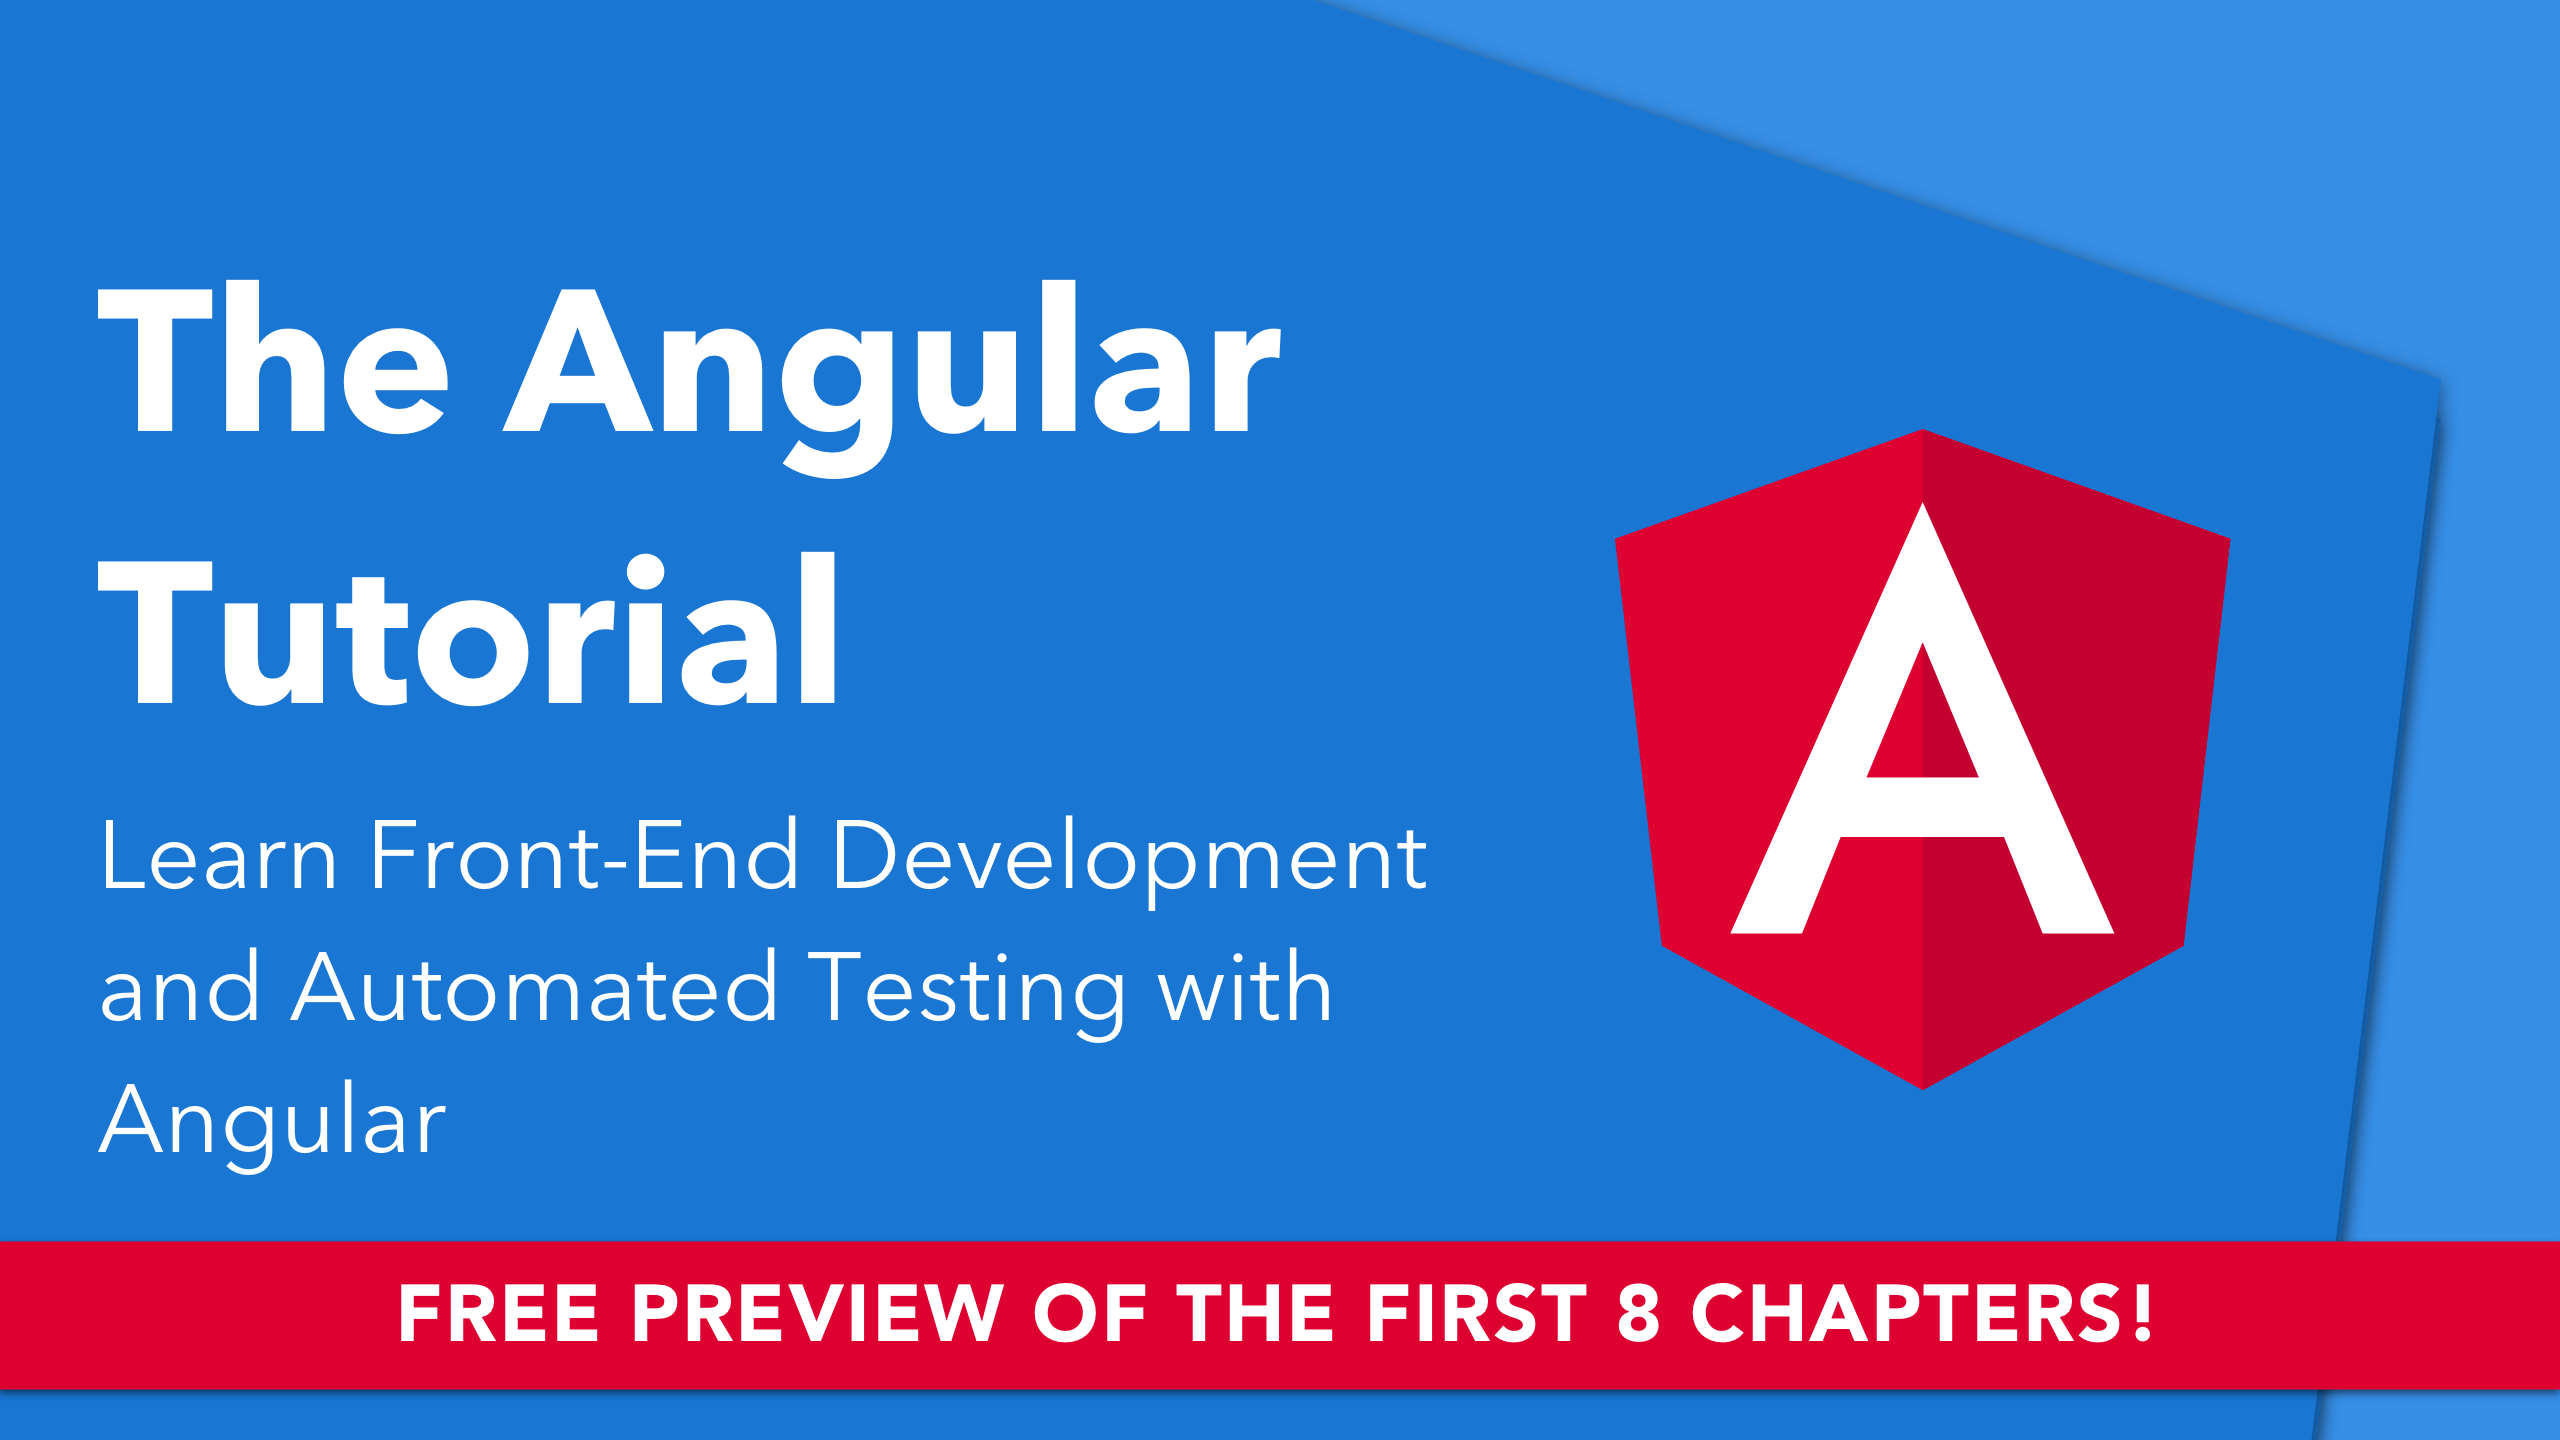 The Angular
Tutorial
Learn Front-End Development
and Automated Testing with
Angular
A
FREE PREVIEW OF THE FIRST 8 CHAPTERS!